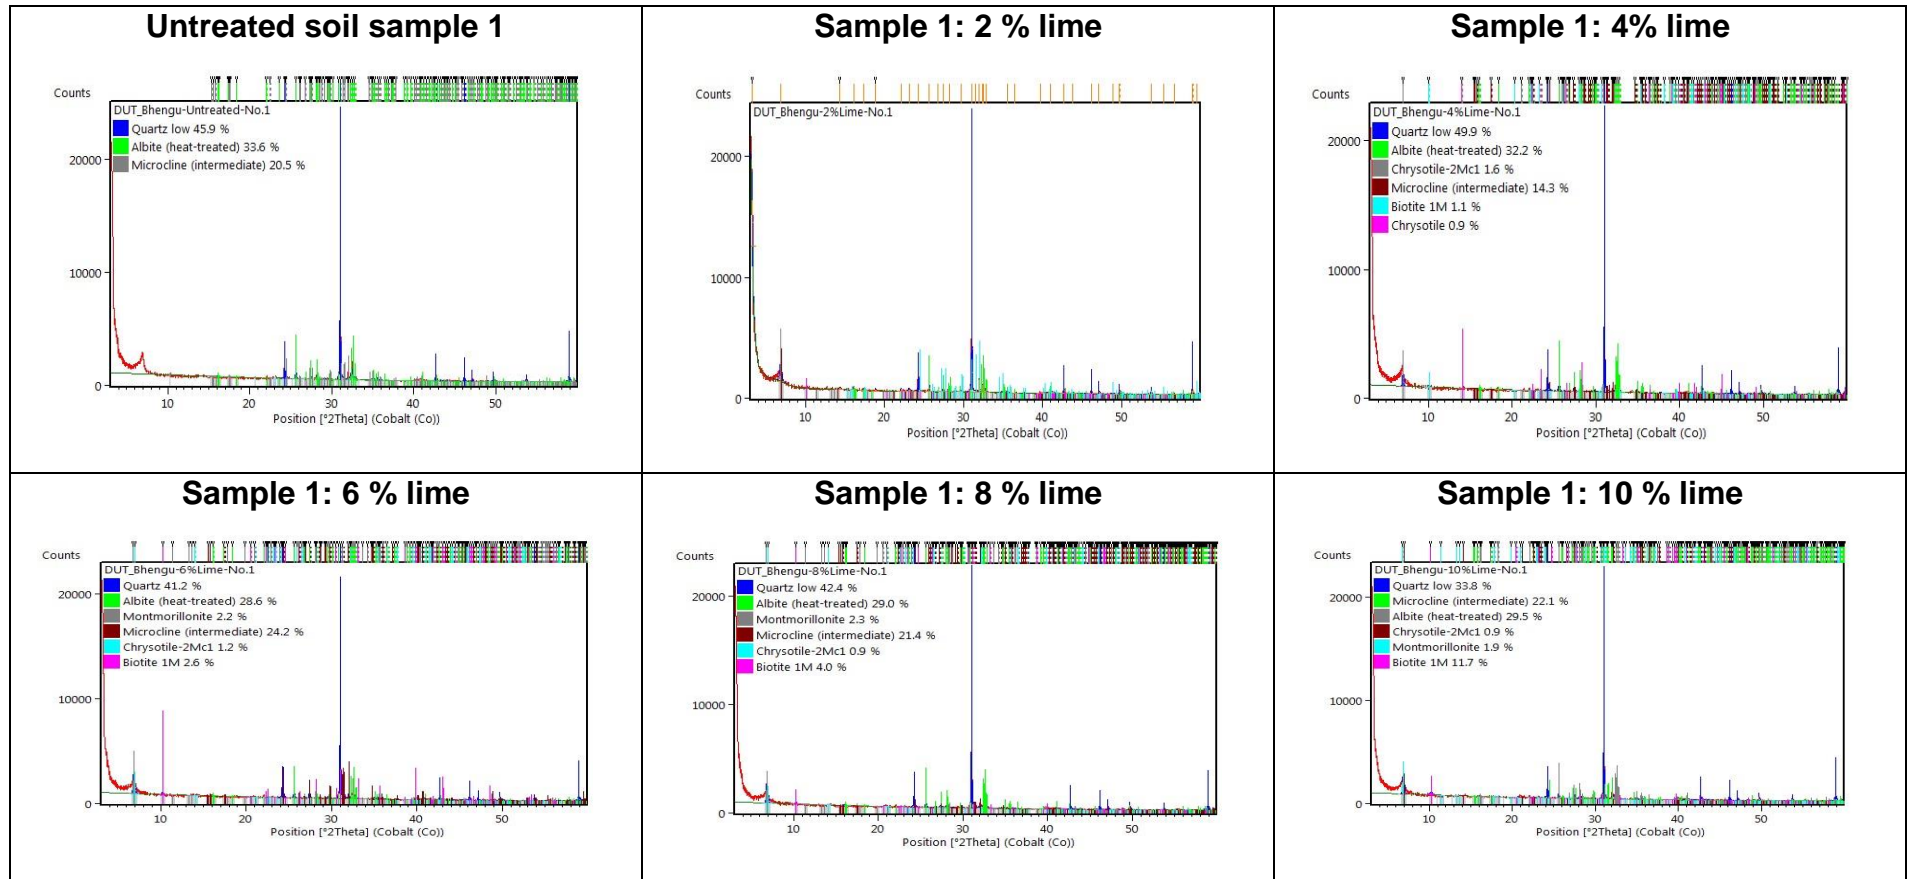 Untreated soil sample 1
Counts
DUT_Bhengu-Untreated-No.1
Quartz low 45.9 %
Albite (heat-treated) 33.6 %
Microcline (intermediate) 20.5 %
20000
10000
0
10 20 30 40 50
Position [°2Theta] (Cobalt (Co))
Sample 1: 2 % lime
Counts
DUT_Bhengu-2%Lime-No.1
20000
10000
0
10 20 30 40 50
Position [°2Theta] (Cobalt (Co))
Sample 1: 4% lime
Counts
DUT_Bhengu-4%Lime-No.1
Quartz low 49.9 %
Albite (heat-treated) 32.2 %
Chrysotile-2Mc1 1.6 %
Microcline (intermediate) 14.3 %
Biotite 1M 1.1 %
Chrysotile 0.9 %
20000
10000
0
10 20 30 40 50
Position [°2Theta] (Cobalt (Co))
Sample 1: 6 % lime
Counts
DUT_Bhengu-6%Lime-No.1
Quartz 41.2 %
Albite (heat-treated) 28.6 %
Montmorillonite 2.2 %
Microcline (intermediate) 24.2 %
Chrysotile-2Mc1 1.2 %
Biotite 1M 2.6 %
20000
10000
0
10 20 30 40 50
Position [°2Theta] (Cobalt (Co))
Sample 1: 8 % lime
Counts
DUT_Bhengu-8%Lime-No.1
Quartz low 42.4 %
Albite (heat-treated) 29.0 %
Montmorillonite 2.3 %
Microcline (intermediate) 21.4 %
Chrysotile-2Mc1 0.9 %
Biotite 1M 4.0 %
20000
10000
0
10 20 30 40 50
Position [°2Theta] (Cobalt (Co))
Sample 1: 10 % lime
Counts
DUT_Bhengu-10%Lime-No.1
Quartz low 33.8 %
Microcline (intermediate) 22.1 %
Albite (heat-treated) 29.5 %
Chrysotile-2Mc1 0.9 %
Montmorillonite 1.9 %
Biotite 1M 11.7 %
20000
10000
0
10 20 30 40 50
Position [°2Theta] (Cobalt (Co))